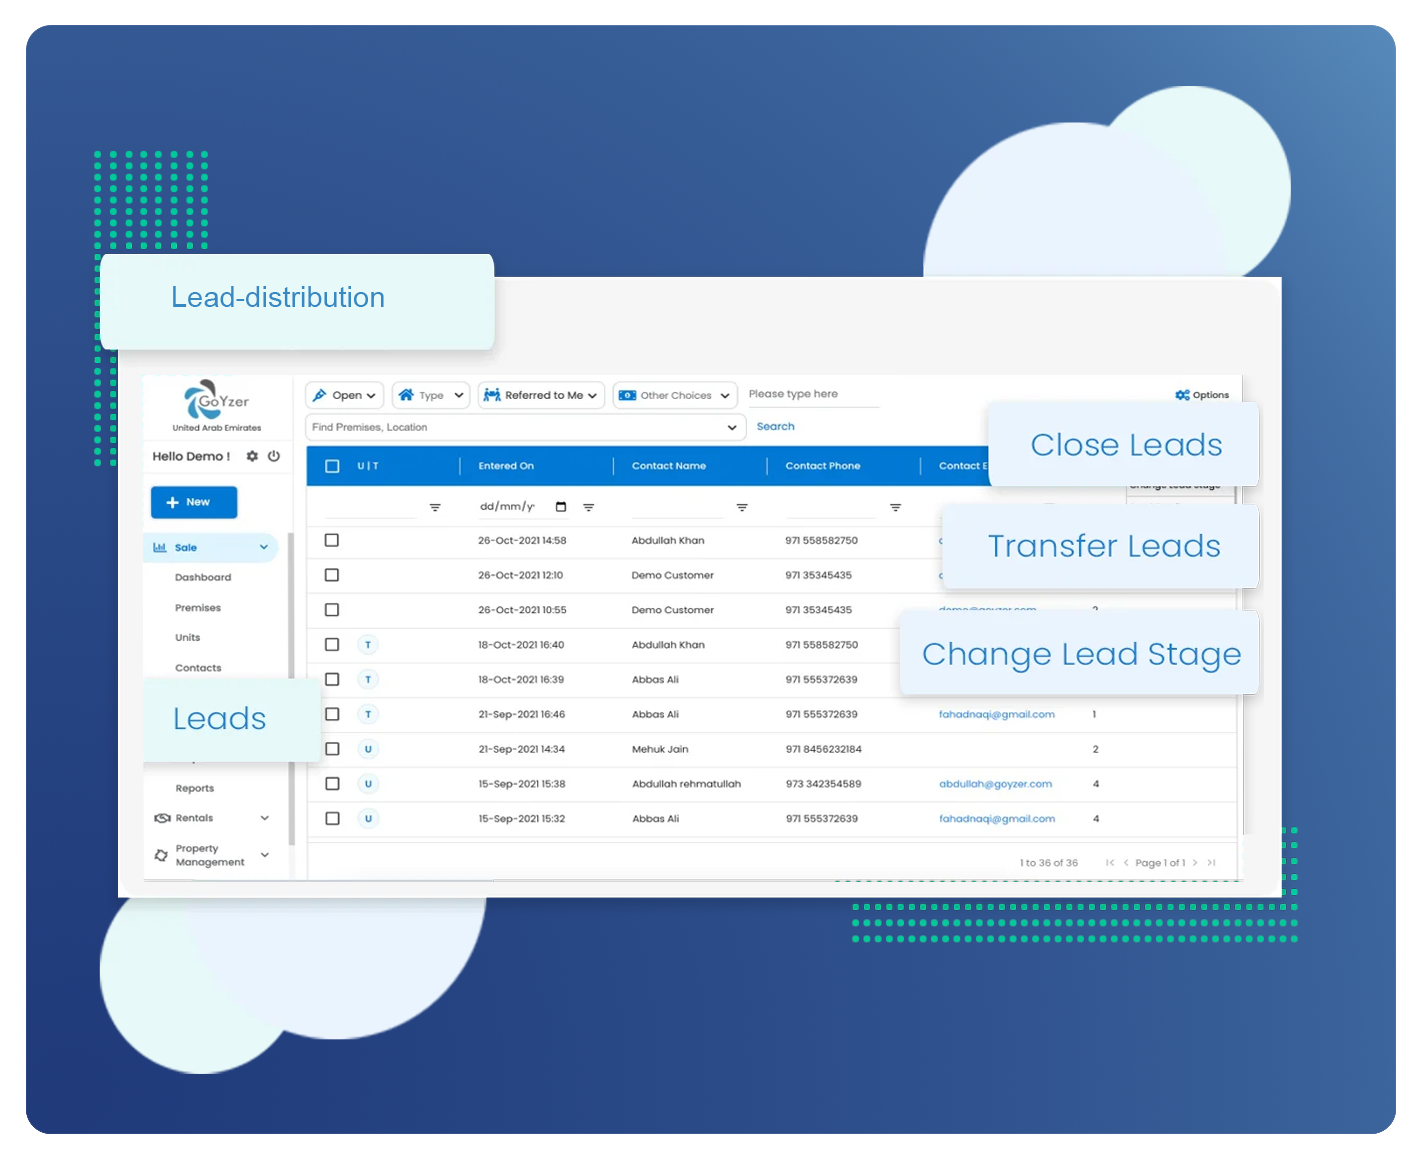 Lead-distribution
GoYzer
United Arab Emirates
Hello Demo !
New
Sale
Dashboard
Premises
Units
Contacts
Leads
Reports
Rentals
Property
Management
Open
Type
Referred to Me
Other Choices
Please type here
Options
Find Premises, Location
Search
Close Leads
Change Lead Stage
Transfer Leads
Change Lead Stage
U | T Entered On Contact Name Contact Phone Contact E
dd/mm/y
26-Oct-2021 14:58 Abdullah Khan 971 558582750
26-Oct-2021 12:10 Demo Customer 971 35345435
26-Oct-2021 10:55 Demo Customer 971 35345435 demo@goyzer.com
T 18-Oct-2021 16:40 Abdullah Khan 971 558582750
T 18-Oct-2021 16:39 Abbas Ali 971 555372639
T 21-Sep-2021 16:46 Abbas Ali 971 555372639 fahadnaqi@gmail.com 1
U 21-Sep-2021 14:34 Mehuk Jain 971 8456232184 2
U 15-Sep-2021 15:38 Abdullah rehmatullah 973 342354589 abdullah@goyzer.com 4
U 15-Sep-2021 15:32 Abbas Ali 971 555372639 fahadnaqi@gmail.com 4
1 to 36 of 36 Page 1 of 1